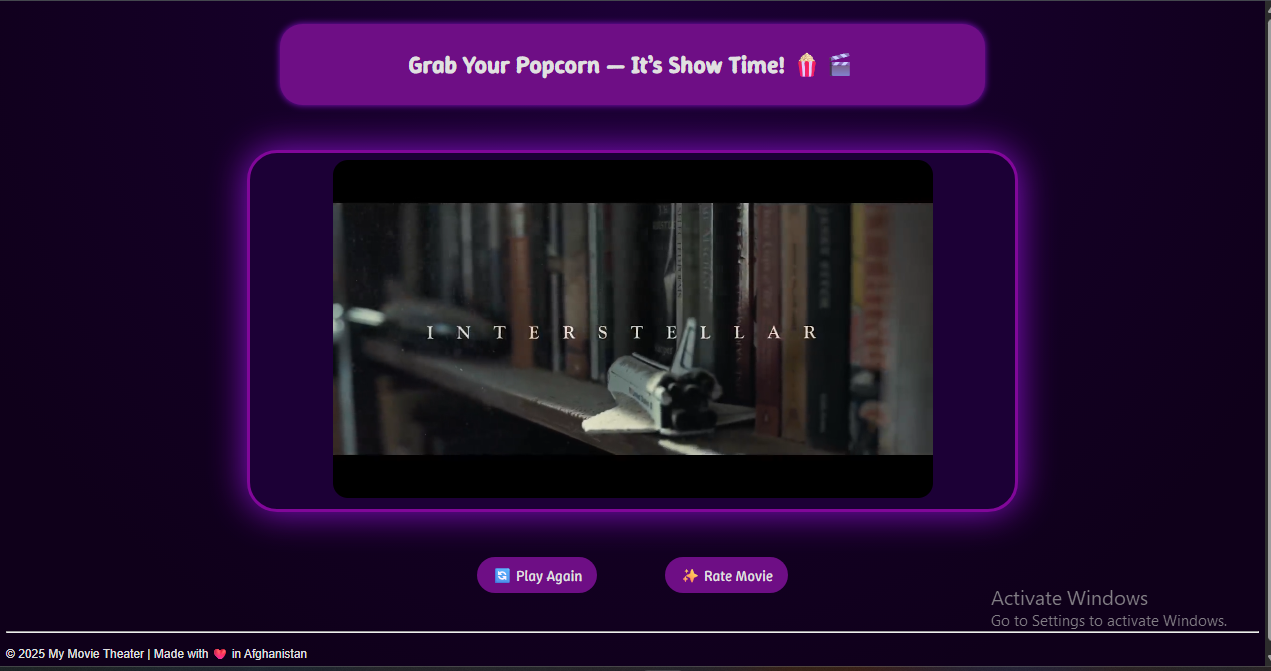 Grab Your Popcorn — It's Show Time! 🍿 🎬
INTERSTELLAR
🔄 Play Again
✨ Rate Movie
Activate Windows
Go to Settings to activate Windows.
© 2025 My Movie Theater | Made with ❤️ in Afghanistan